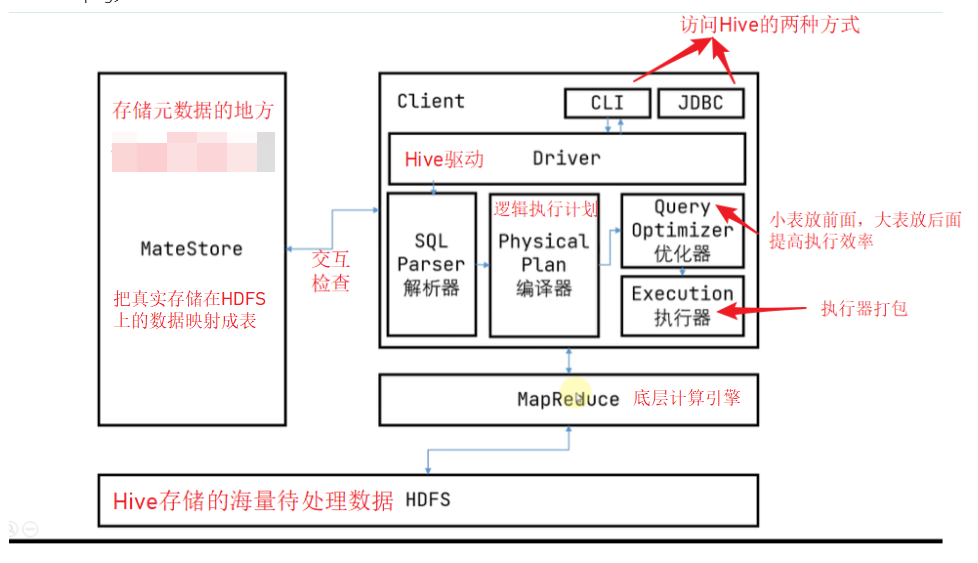 访问Hive的两种方式
存储元数据的地方
Client
CLI
JDBC
Hive驱动
Driver
MateStore
交互
检查
把真实存储在HDFS
上的数据映射成表
SQL
Parser
解析器
逻辑执行计划
Physical
Plan
编译器
Query
Optimizer
优化器
小表放前面，大表放后面
提高执行效率
Execution
执行器
执行器打包
MapReduce
底层计算引擎
Hive存储的海量待处理数据 HDFS